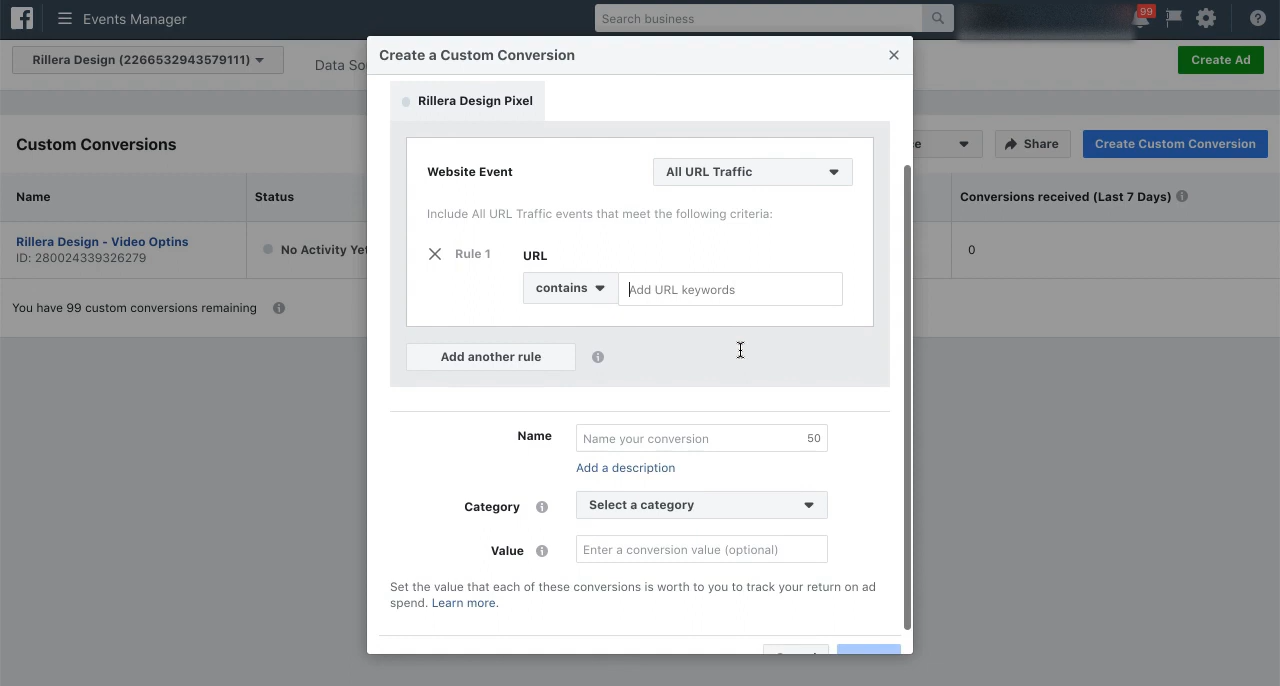 Events Manager
Search business
99
Rillera Design (2266532943579111)
Data So
Create Ad
Create a Custom Conversion
Rillera Design Pixel
Custom Conversions
ce
Share
Create Custom Conversion
Website Event
All URL Traffic
Name
Status
Conversions received (Last 7 Days)
Include All URL Traffic events that meet the following criteria:
Rillera Design - Video Optins
ID: 280024339326279
No Activity Yet
0
Rule 1
URL
contains
Add URL keywords
You have 99 custom conversions remaining
Add another rule
Name
Name your conversion
50
Add a description
Category
Select a category
Value
Enter a conversion value (optional)
Set the value that each of these conversions is worth to you to track your return on ad
spend. Learn more.